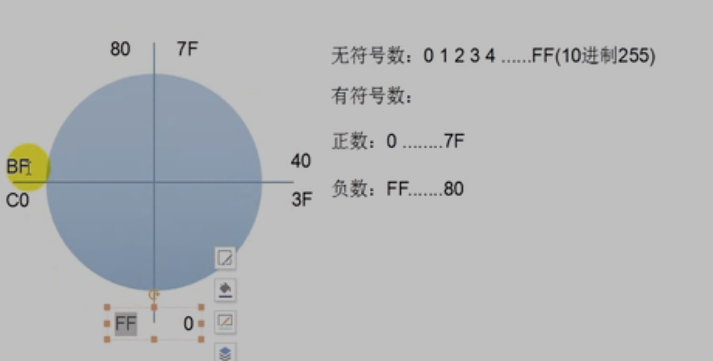 80 7F
无符号数：0 1 2 3 4 ......FF(10进制255)
有符号数：
正数：0 ........7F
负数：FF.......80
BF
40
C0
3F
FF 0